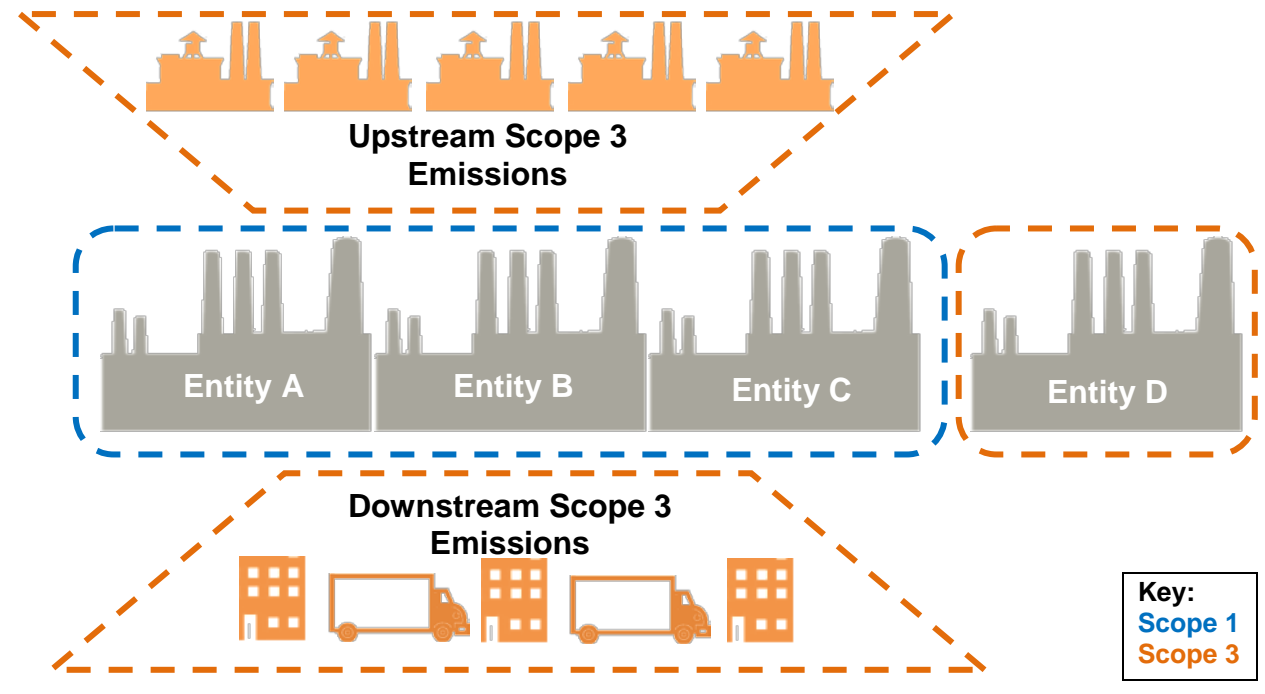 Upstream Scope 3
Emissions
Entity A
Entity B
Entity C
Entity D
Downstream Scope 3
Emissions
Key:
Scope 1
Scope 3